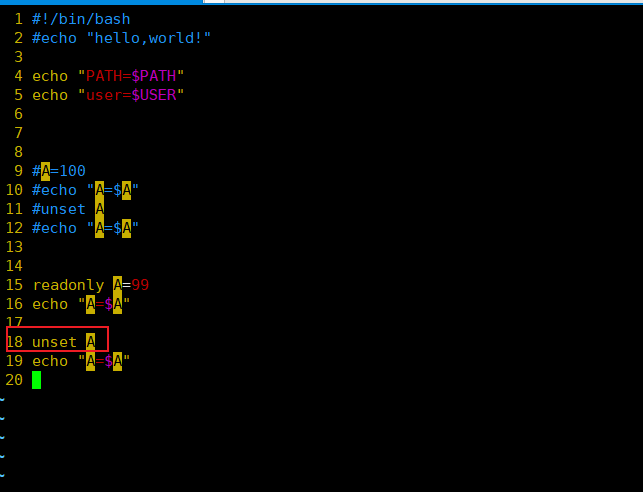 1 #!/bin/bash
2 #echo "hello,world!"
3
4 echo "PATH=$PATH"
5 echo "user=$USER"
6
7
8
9 #A=100
10 #echo "A=$A"
11 #unset A
12 #echo "A=$A"
13
14
15 readonly A=99
16 echo "A=$A"
17
18 unset A
19 echo "A=$A"
20
~
~
~
~
~